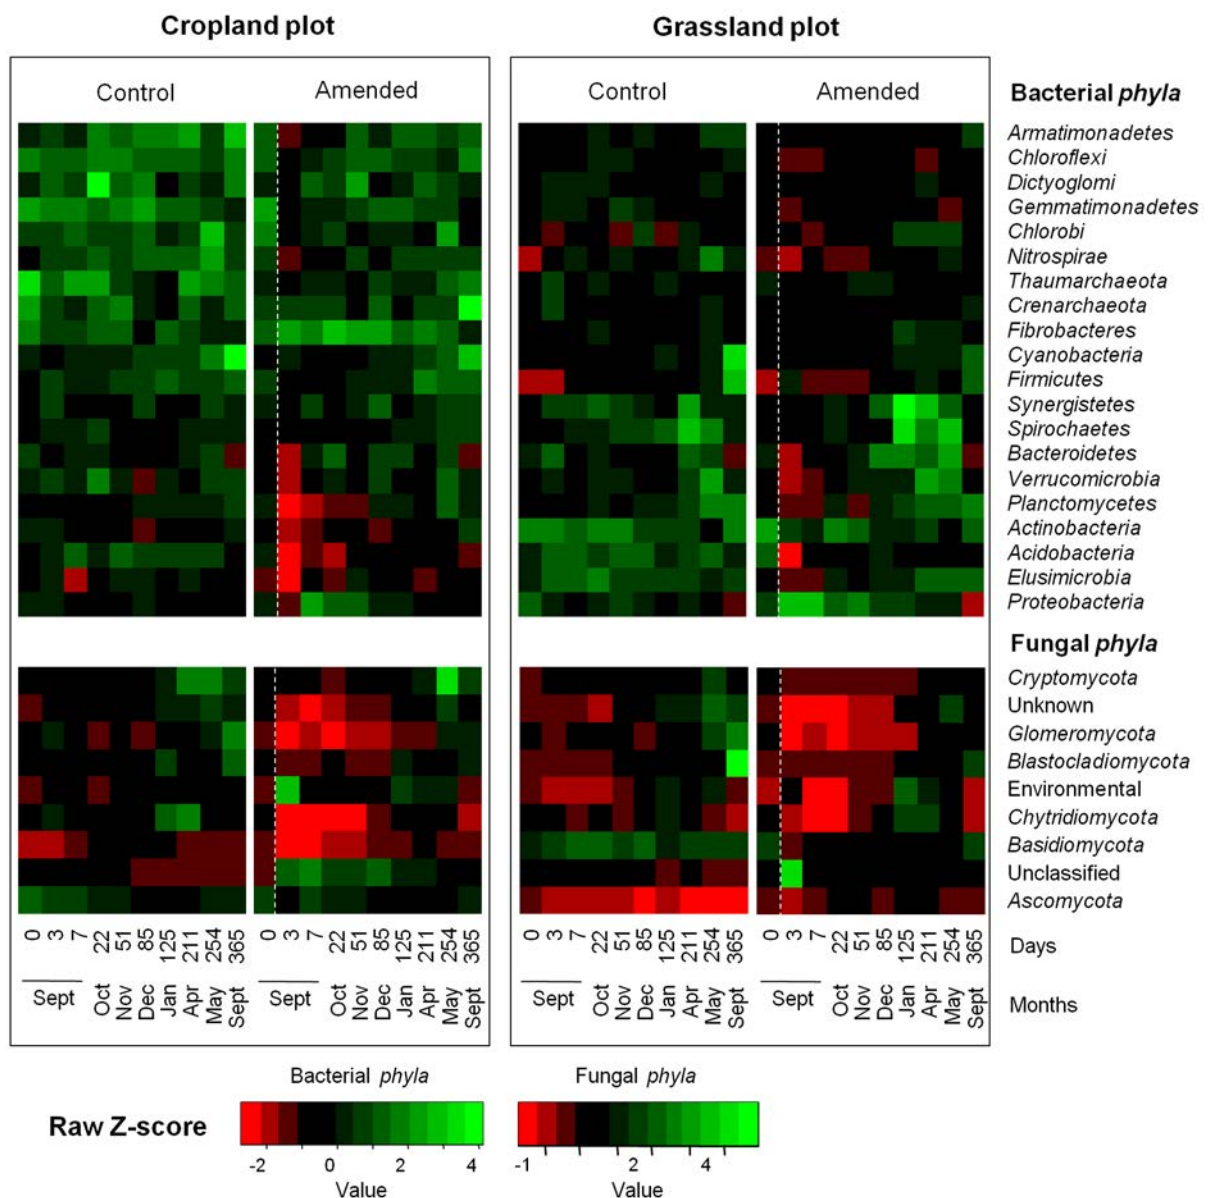 Cropland plot
Grassland plot
Control
Amended
Control
Amended
Bacterial phyla
Armatimonadetes
Chloroflexi
Dictyoglomi
Gemmatimonadetes
Chlorobi
Nitrospirae
Thaumarchaeota
Crenarchaeota
Fibrobacteres
Cyanobacteria
Firmicutes
Synergistetes
Spirochaetes
Bacteroidetes
Verrucomicrobia
Planctomycetes
Actinobacteria
Acidobacteria
Elusimicrobia
Proteobacteria
Fungal phyla
Cryptomycota
Unknown
Glomeromycota
Blastocladiomycota
Environmental
Chytridiomycota
Basidiomycota
Unclassified
Ascomycota
0 3 7 22 51 85 125 211 254 365
0 3 7 22 51 85 125 211 254 365
0 3 7 22 51 85 125 211 254 365
0 3 7 22 51 85 125 211 254 365
Days
Sept Oct Nov Dec Jan Apr May Sept
Sept Oct Nov Dec Jan Apr May Sept
Sept Oct Nov Dec Jan Apr May Sept
Sept Oct Nov Dec Jan Apr May Sept
Months
Bacterial phyla
Fungal phyla
Raw Z-score
-2 0 2 4
-1 2 4
Value
Value